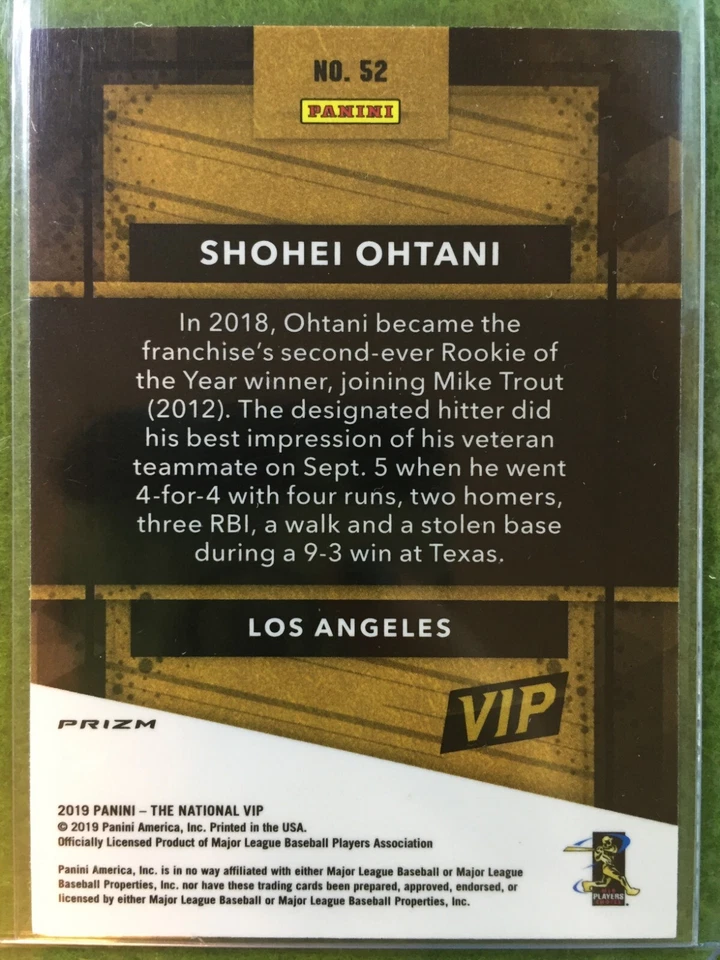 NO. 52
PANINI
SHOHEI OHTANI
In 2018, Ohtani became the
franchise's second-ever Rookie of
the Year winner, joining Mike Trout
(2012). The designated hitter did
his best impression of his veteran
teammate on Sept. 5 when he went
4-for-4 with four runs, two homers,
three RBI, a walk and a stolen base
during a 9-3 win at Texas.
LOS ANGELES
VIP
PRIZM
2019 PANINI – THE NATIONAL VIP
© 2019 Panini America, Inc. Printed in the USA.
Officially Licensed Product of Major League Baseball Players Association
Panini America, Inc. is in no way affiliated with either Major League Baseball or Major League
Baseball Properties, Inc. nor have these trading cards been prepared, approved, endorsed, or
licensed by either Major League Baseball or Major League Baseball Properties, Inc.
PLAYERS